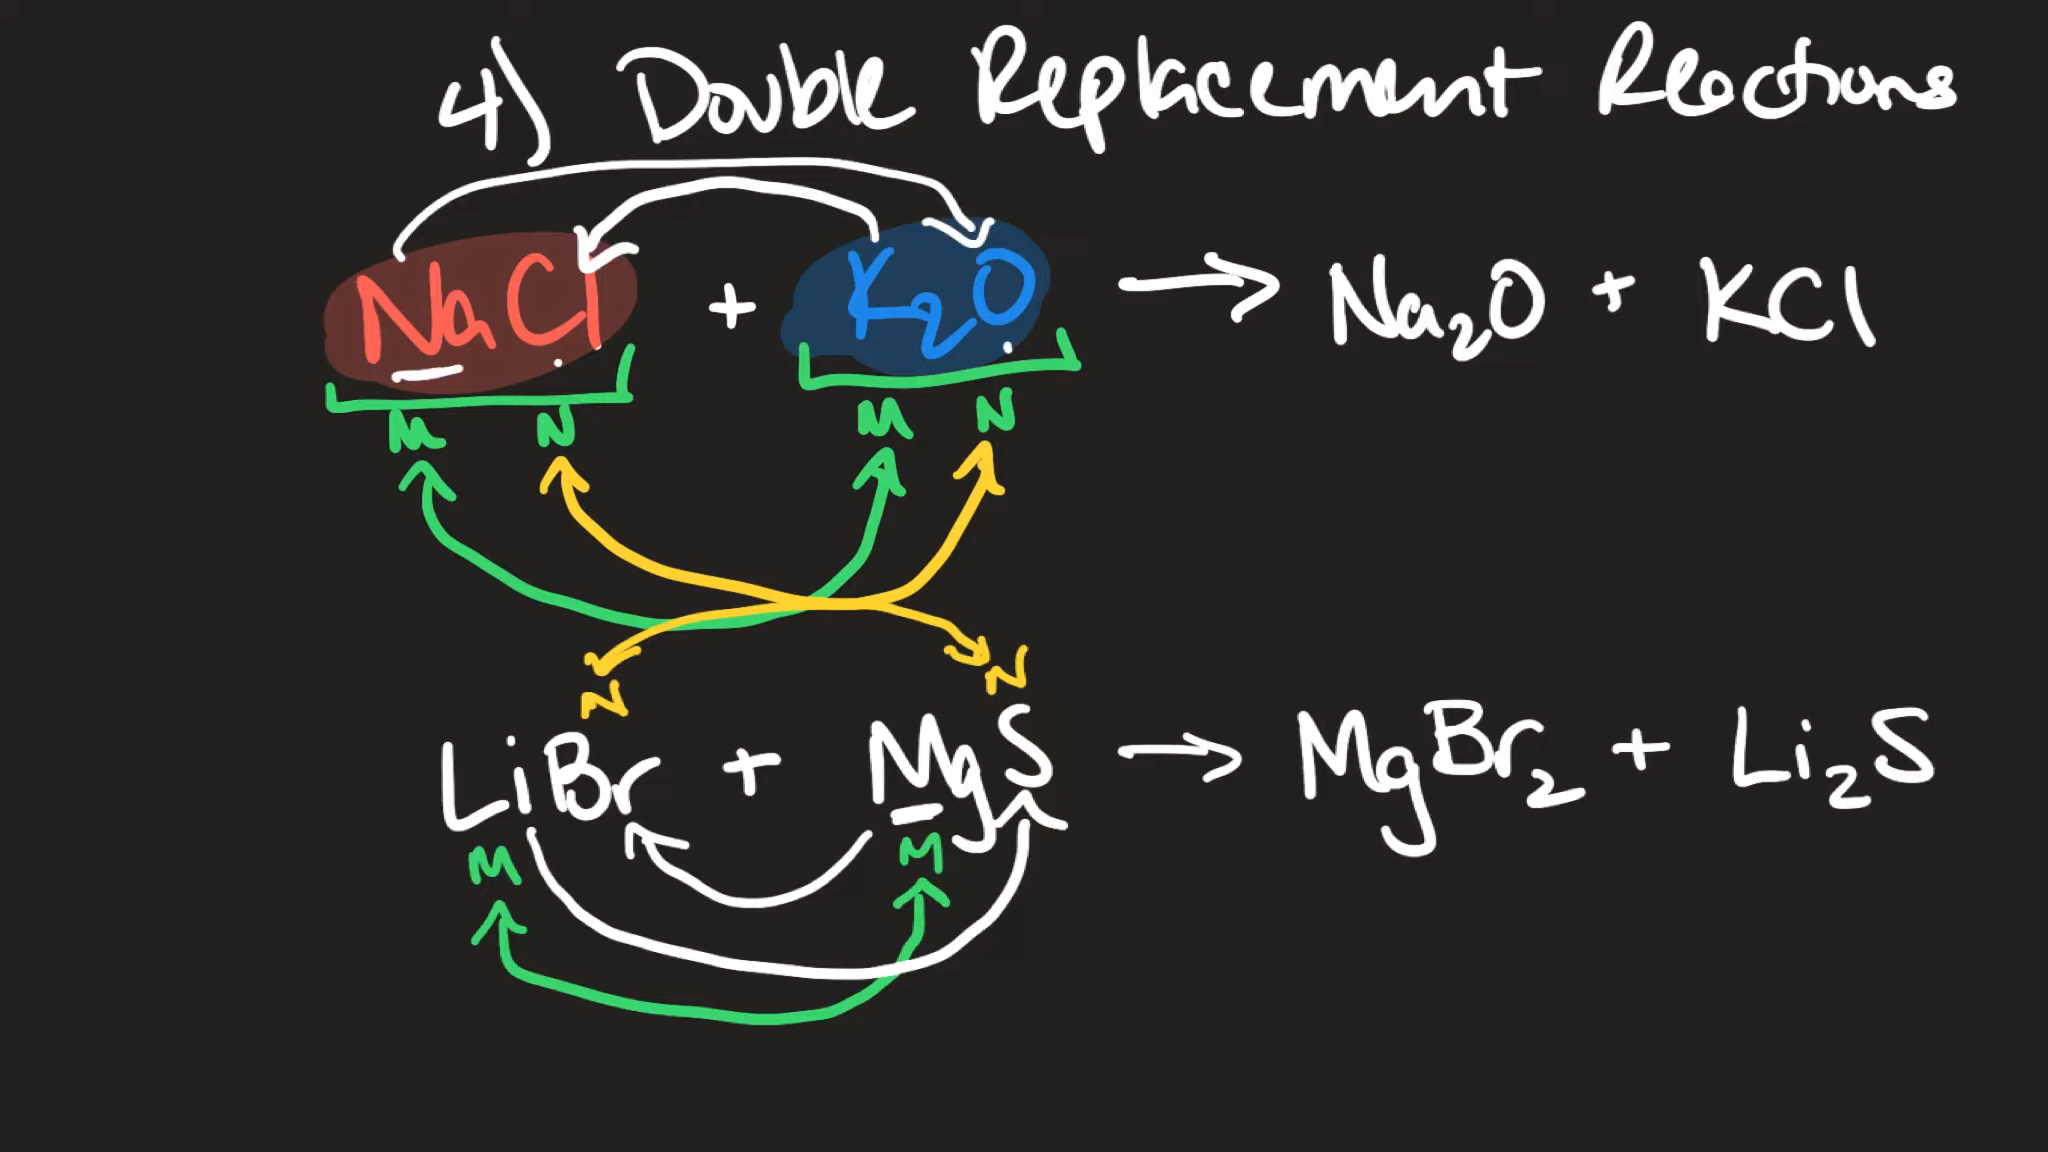 4) Double Replacement Reactions
NaCl + K₂O → Na₂O + KCl
M N M N
N N
LiBr + MgS → MgBr₂ + Li₂S
M M